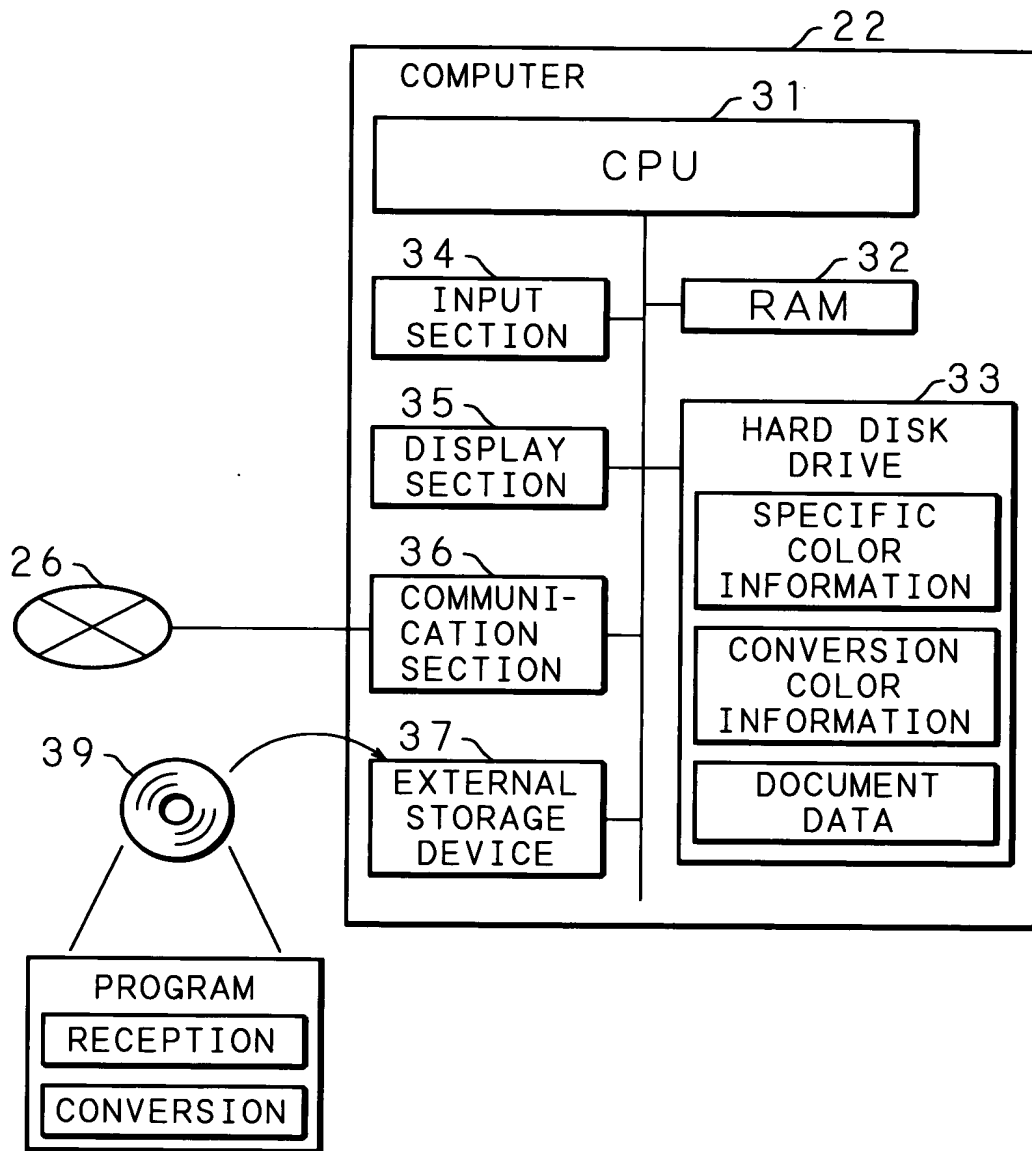 22
COMPUTER
31
CPU
34
INPUT
SECTION
32
RAM
35
DISPLAY
SECTION
33
HARD DISK
DRIVE
SPECIFIC
COLOR
INFORMATION
CONVERSION
COLOR
INFORMATION
DOCUMENT
DATA
26
36
COMMUNI-
CATION
SECTION
39
37
EXTERNAL
STORAGE
DEVICE
PROGRAM
RECEPTION
CONVERSION